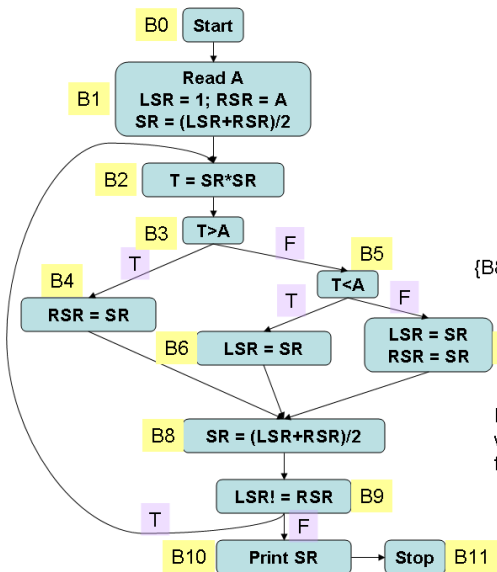 B0 Start
Read A
B1 LSR = 1; RSR = A
SR = (LSR+RSR)/2
B2 T = SR*SR
B3 T>A
T F B5
T<A
B4 RSR = SR
T F
B6 LSR = SR
LSR = SR
RSR = SR
{B8
B8 SR = (LSR+RSR)/2
LSR! = RSR B9
T F
B10 Print SR Stop B11